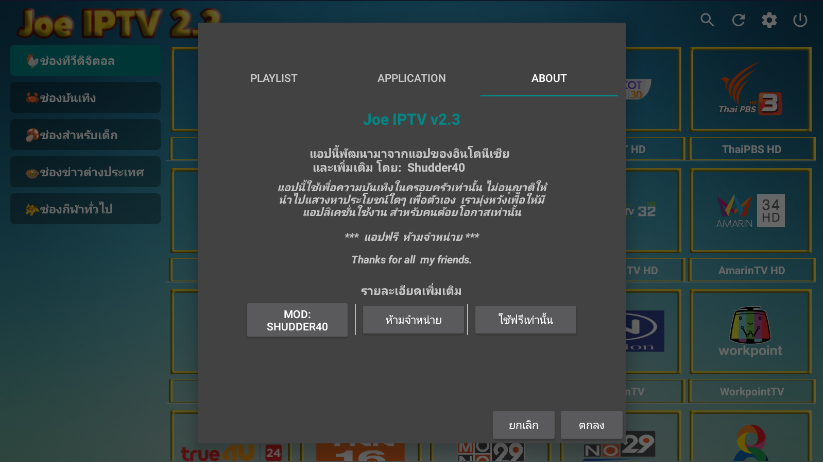 Joe IPTV 2.3
ช่องทีวีดิจิตอล
ช่องบันเทิง
ช่องสำหรับเด็ก
ช่องข่าวต่างประเทศ
ช่องกีฬาทั่วไป
PLAYLIST
APPLICATION
ABOUT
Joe IPTV v2.3
แอปนี้พัฒนามาจากแอปของอินโดนีเซีย
และเพิ่มเติม โดย: Shudder40
แอปนี้ใช้เพื่อความบันเทิงในครอบครัวเท่านั้น ไม่อนุญาติให้
นำไปแสวงหาประโยชน์ใดๆ เพื่อตัวเอง เรามุ่งหวังเพื่อให้มี
แอปลิเคชั่นใช้งาน สำหรับคนด้อยโอกาสเท่านั้น
*** แอปฟรี ห้ามจำหน่าย ***
Thanks for all my friends.
รายละเอียดเพิ่มเติม
MOD:
SHUDDER40
ห้ามจำหน่าย
ใช้ฟรีเท่านั้น
ยกเลิก
ตกลง
30
Thai PBS 3
HD
ThaiPBS HD
32
AMARIN
34
HD
TV HD
AmarinTV HD
workpoint
TV
WorkpointTV
true4U 24
16
MONO29
MONO29
8